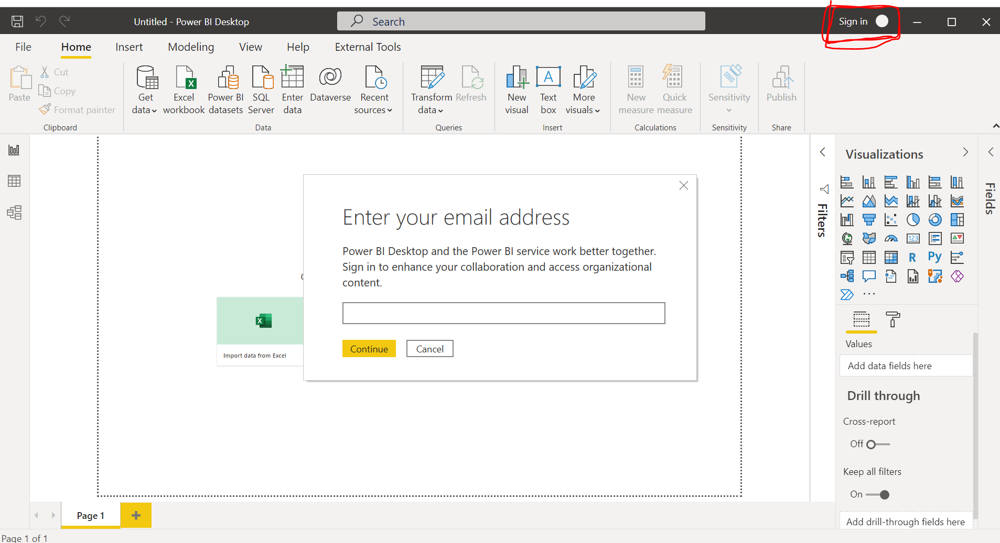 Untitled - Power BI Desktop
Search
Sign in
File Home Insert Modeling View Help External Tools
Paste
Cut
Copy
Format painter
Clipboard
Get data
Excel workbook
Power BI datasets
SQL Server
Enter data
Dataverse
Recent sources
Data
Transform data
Refresh
Queries
New visual
Text box
More visuals
Insert
New measure
Quick measure
Calculations
Sensitivity
Sensitivity
Publish
Share
Enter your email address
Power BI Desktop and the Power BI service work better together.
Sign in to enhance your collaboration and access organizational
content.
Continue
Cancel
Import data from Excel
Filters
Visualizations
123
R
Py
Values
Add data fields here
Drill through
Cross-report
Off
Keep all filters
On
Add drill-through fields here
Fields
Page 1
Page 1 of 1